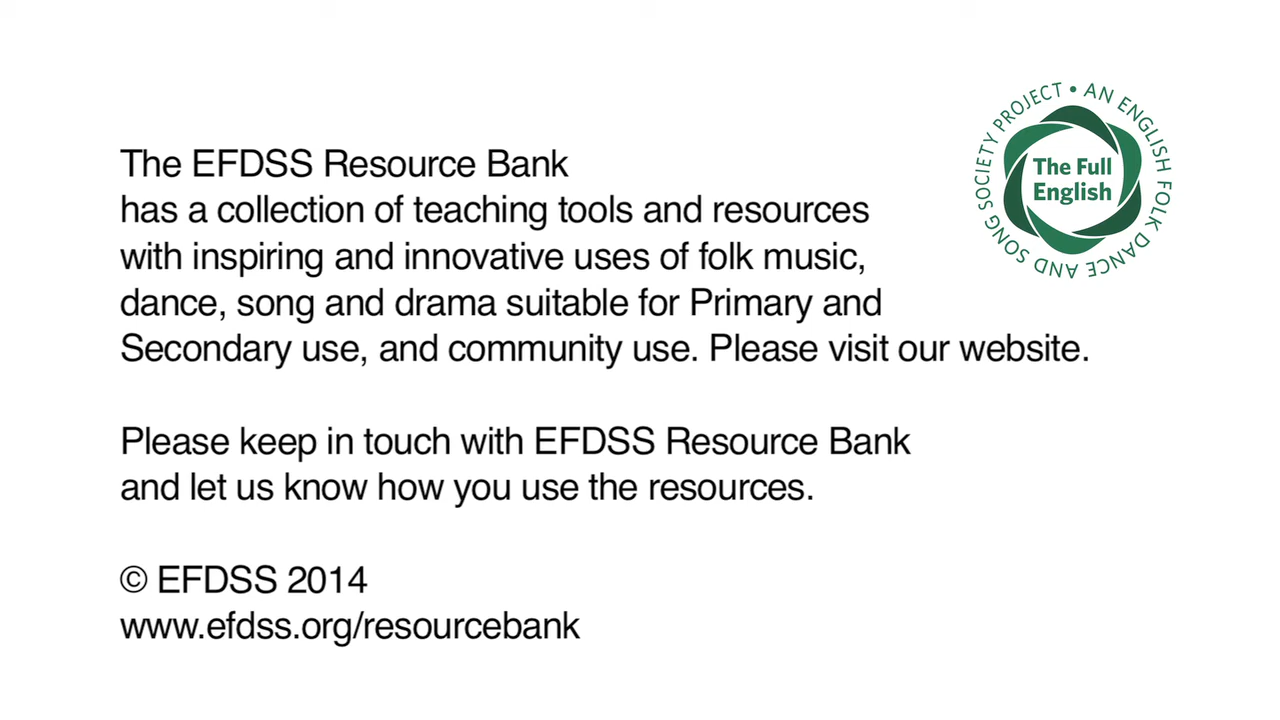 The EFDSS Resource Bank
has a collection of teaching tools and resources
with inspiring and innovative uses of folk music,
dance, song and drama suitable for Primary and
Secondary use, and community use. Please visit our website.
Please keep in touch with EFDSS Resource Bank
and let us know how you use the resources.
© EFDSS 2014
www.efdss.org/resourcebank
The Full
English
AN ENGLISH FOLK DANCE AND SONG SOCIETY PROJECT •